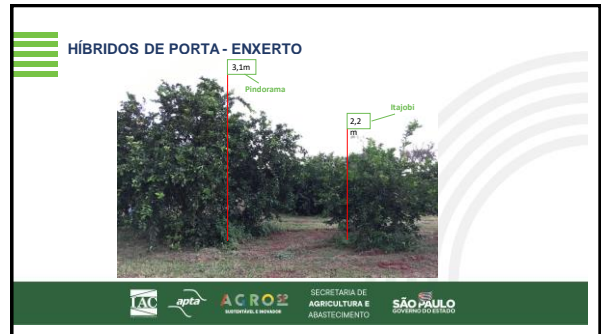 HÍBRIDOS DE PORTA - ENXERTO
3,1m
Pindorama
Itajobi
2,2
m
IAC
apta
SECRETARIA DE
AGRICULTURA E
ABASTECIMENTO
SÃO PAULO
GOVERNO DO ESTADO
SUSTENTÁVEL E INOVADOR